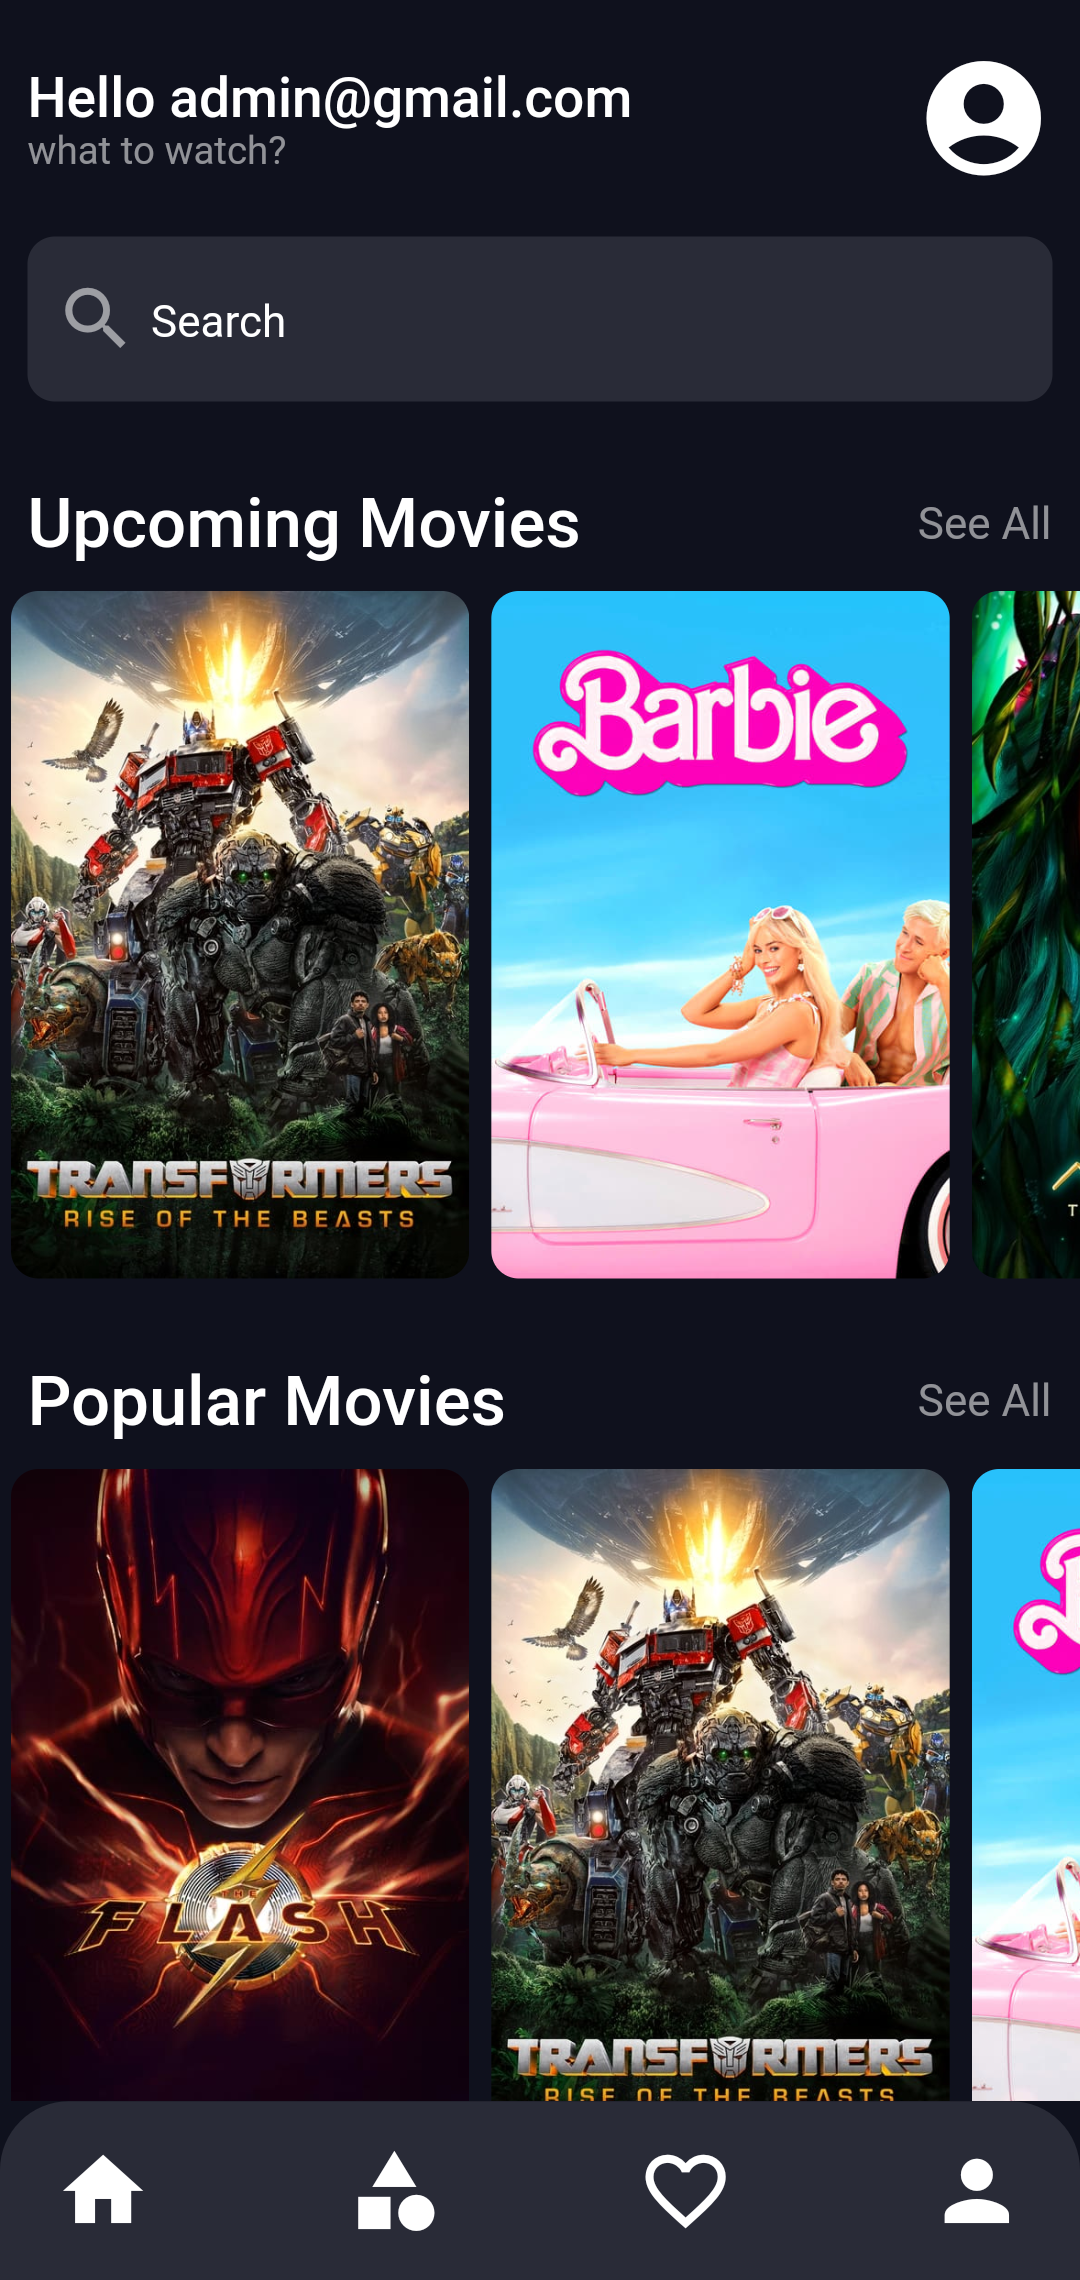 Hello admin@gmail.com
what to watch?
Search
Upcoming Movies
See All
TRANSFORMERS
RISE OF THE BEASTS
Barbie
Popular Movies
See All
THE
FLASH
TRANSFORMERS
RISE OF THE BEASTS